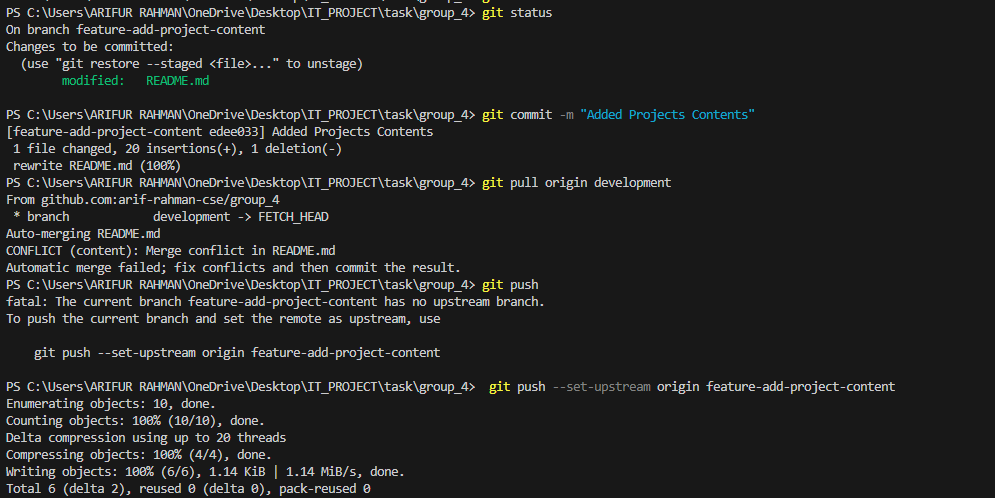 PS C:\Users\ARIFUR RAHMAN\OneDrive\Desktop\IT_PROJECT\task\group_4> git status
On branch feature-add-project-content
Changes to be committed:
  (use "git restore --staged <file>..." to unstage)
        modified:   README.md

PS C:\Users\ARIFUR RAHMAN\OneDrive\Desktop\IT_PROJECT\task\group_4> git commit -m "Added Projects Contents"
[feature-add-project-content edee033] Added Projects Contents
 1 file changed, 20 insertions(+), 1 deletion(-)
 rewrite README.md (100%)
PS C:\Users\ARIFUR RAHMAN\OneDrive\Desktop\IT_PROJECT\task\group_4> git pull origin development
From github.com:arif-rahman-cse/group_4
 * branch            development -> FETCH_HEAD
Auto-merging README.md
CONFLICT (content): Merge conflict in README.md
Automatic merge failed; fix conflicts and then commit the result.
PS C:\Users\ARIFUR RAHMAN\OneDrive\Desktop\IT_PROJECT\task\group_4> git push
fatal: The current branch feature-add-project-content has no upstream branch.
To push the current branch and set the remote as upstream, use

    git push --set-upstream origin feature-add-project-content

PS C:\Users\ARIFUR RAHMAN\OneDrive\Desktop\IT_PROJECT\task\group_4>  git push --set-upstream origin feature-add-project-content
Enumerating objects: 10, done.
Counting objects: 100% (10/10), done.
Delta compression using up to 20 threads
Compressing objects: 100% (4/4), done.
Writing objects: 100% (6/6), 1.14 KiB | 1.14 MiB/s, done.
Total 6 (delta 2), reused 0 (delta 0), pack-reused 0